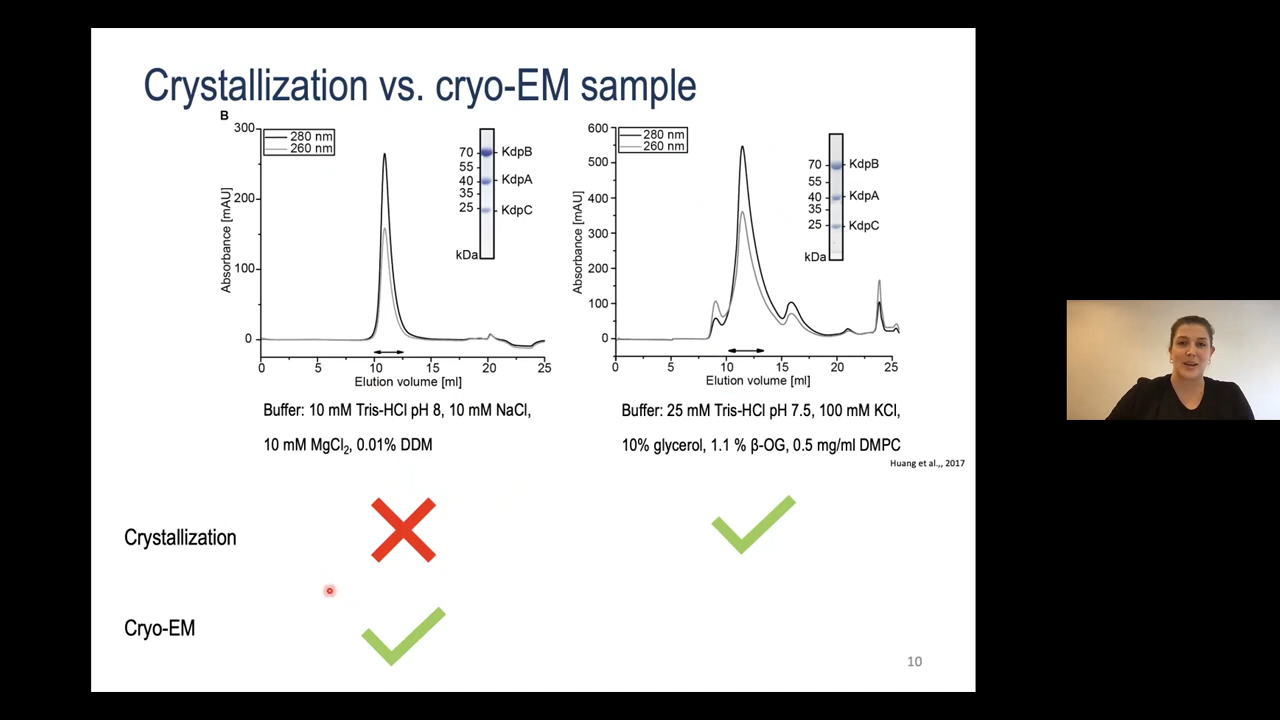 Crystallization vs. cryo-EM sample
B
300
200
100
0
Absorbance [mAU]
280 nm
260 nm
70
55
40
35
25
kDa
KdpB
KdpA
KdpC
0 5 10 15 20 25
Elution volume [ml]
600
500
400
300
200
100
0
Absorbance [mAU]
280 nm
260 nm
70
55
40
35
25
kDa
KdpB
KdpA
KdpC
0 5 10 15 20 25
Elution volume [ml]
Buffer: 10 mM Tris-HCl pH 8, 10 mM NaCl,
10 mM MgCl₂, 0.01% DDM
Buffer: 25 mM Tris-HCl pH 7.5, 100 mM KCl,
10% glycerol, 1.1 % β-OG, 0.5 mg/ml DMPC
Huang et al.,, 2017
Crystallization
Cryo-EM
10